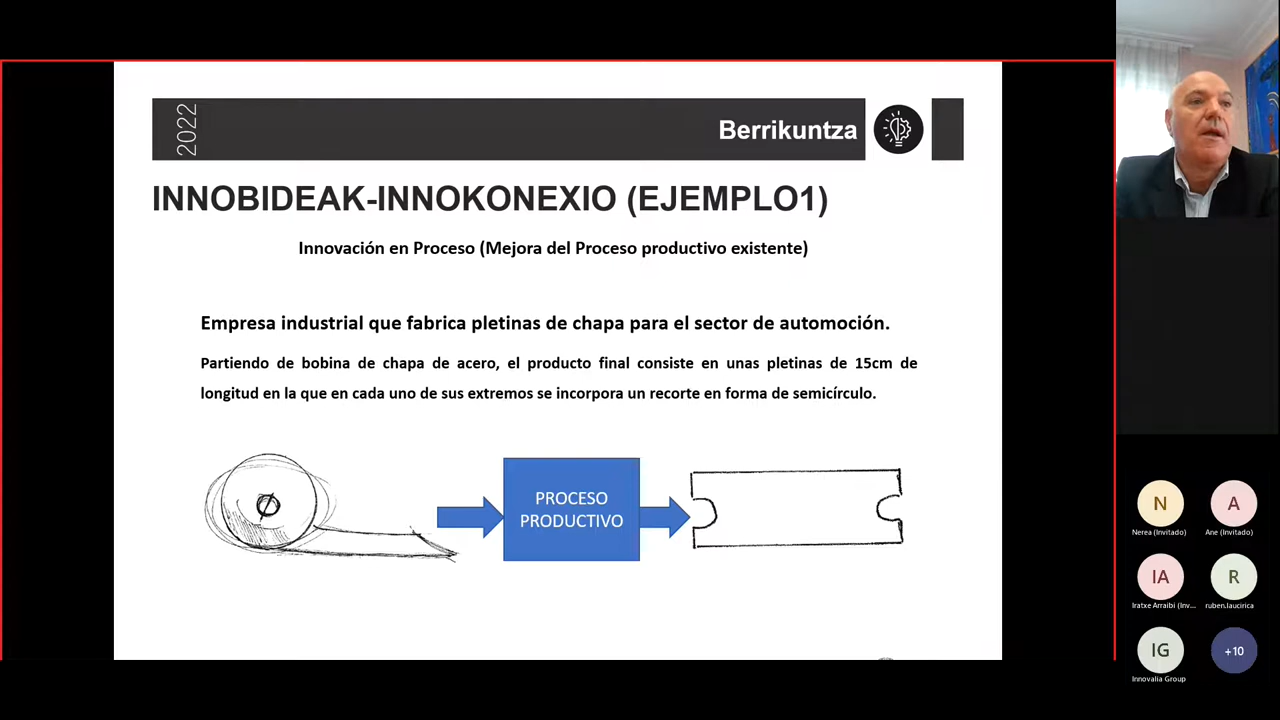 2022
Berrikuntza
INNOBIDEAK-INNOKONEXIO (EJEMPLO1)
Innovación en Proceso (Mejora del Proceso productivo existente)
Empresa industrial que fabrica pletinas de chapa para el sector de automoción.
Partiendo de bobina de chapa de acero, el producto final consiste en unas pletinas de 15cm de
longitud en la que en cada uno de sus extremos se incorpora un recorte en forma de semicírculo.
PROCESO
PRODUCTIVO
N
A
Nerea (Invitado)
Ane (Invitado)
IA
R
Iratxe Arraibi (Inv...
ruben.laucirica
IG
+10
Innovalia Group